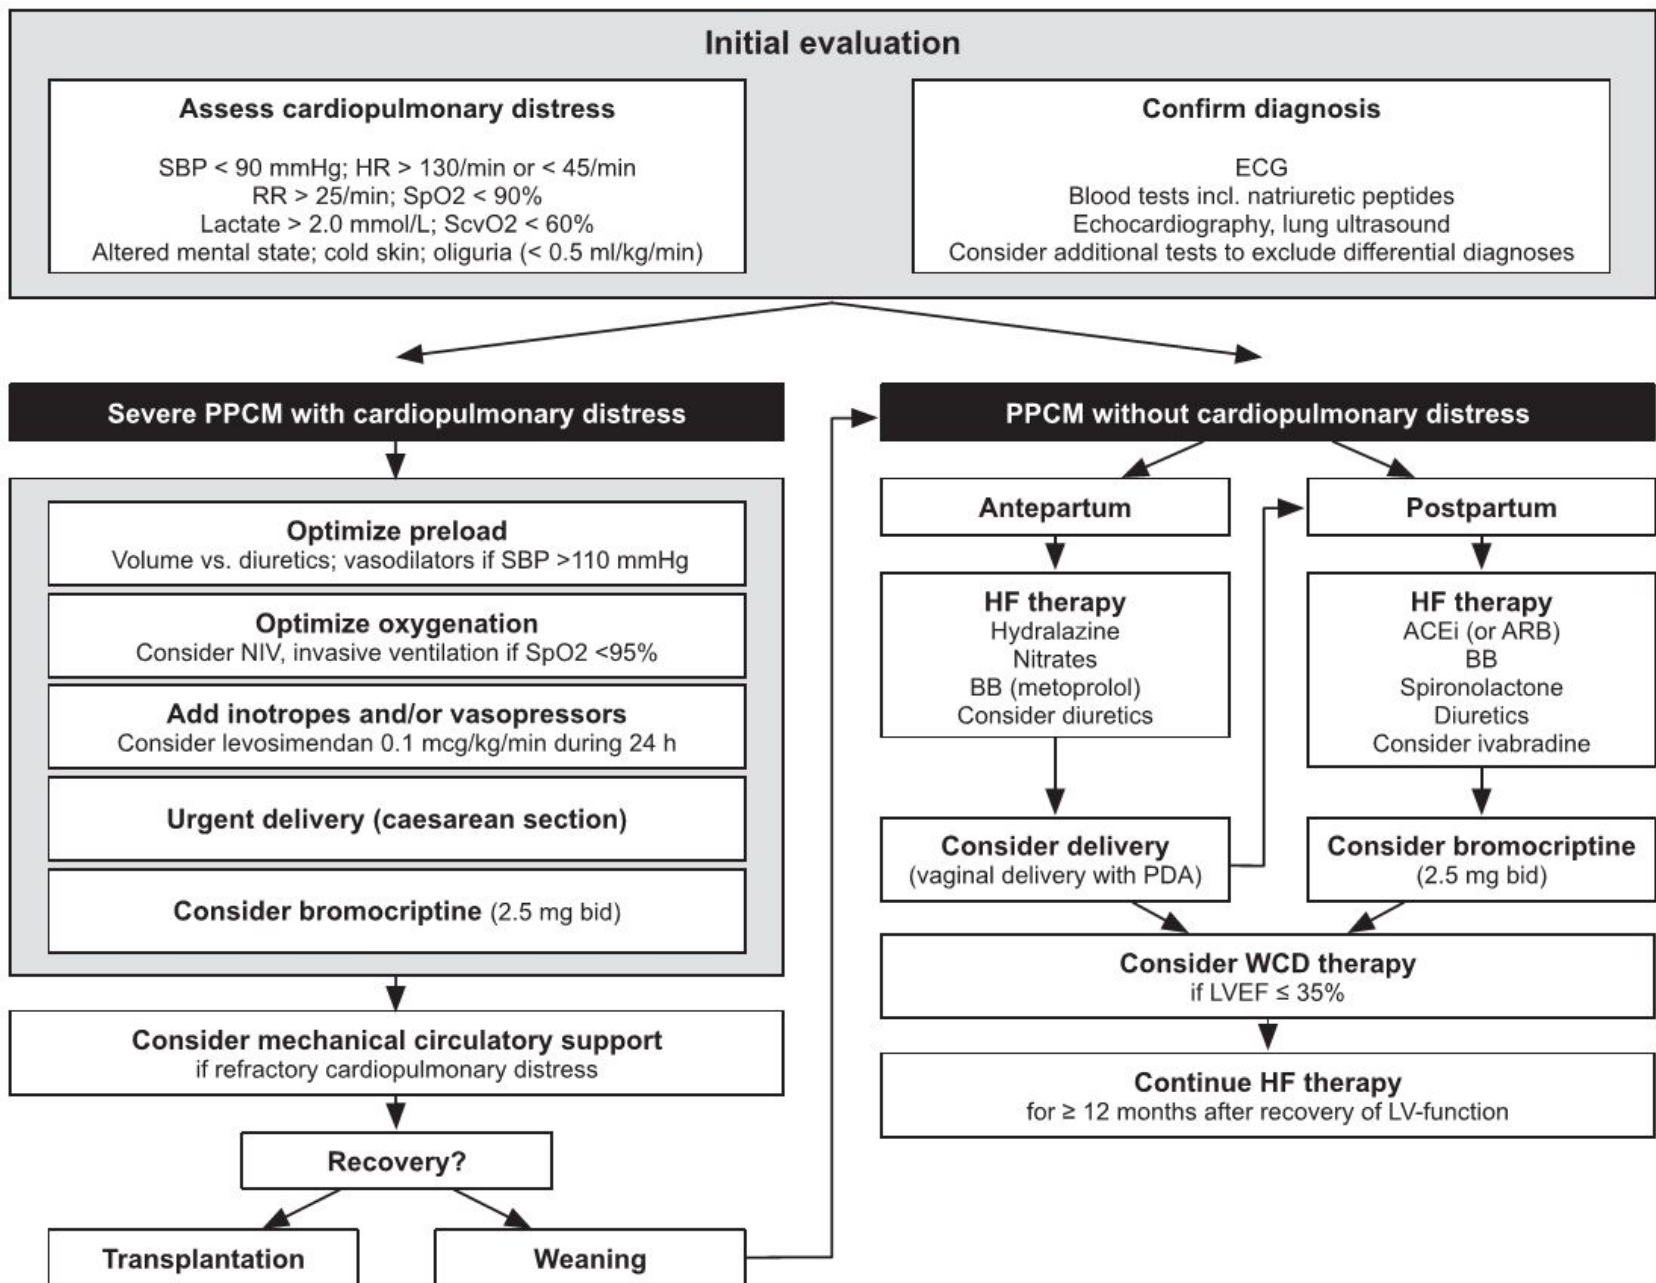 Initial evaluation
Assess cardiopulmonary distress
SBP < 90 mmHg; HR > 130/min or < 45/min
RR > 25/min; SpO2 < 90%
Lactate > 2.0 mmol/L; ScvO2 < 60%
Altered mental state; cold skin; oliguria (< 0.5 ml/kg/min)
Confirm diagnosis
ECG
Blood tests incl. natriuretic peptides
Echocardiography, lung ultrasound
Consider additional tests to exclude differential diagnoses
Severe PPCM with cardiopulmonary distress
Optimize preload
Volume vs. diuretics; vasodilators if SBP >110 mmHg
Optimize oxygenation
Consider NIV, invasive ventilation if SpO2 <95%
Add inotropes and/or vasopressors
Consider levosimendan 0.1 mcg/kg/min during 24 h
Urgent delivery (caesarean section)
Consider bromocriptine (2.5 mg bid)
Consider mechanical circulatory support
if refractory cardiopulmonary distress
Recovery?
Transplantation
Weaning
PPCM without cardiopulmonary distress
Antepartum
HF therapy
Hydralazine
Nitrates
BB (metoprolol)
Consider diuretics
Consider delivery
(vaginal delivery with PDA)
Postpartum
HF therapy
ACEi (or ARB)
BB
Spironolactone
Diuretics
Consider ivabradine
Consider bromocriptine
(2.5 mg bid)
Consider WCD therapy
if LVEF ≤ 35%
Continue HF therapy
for ≥ 12 months after recovery of LV-function